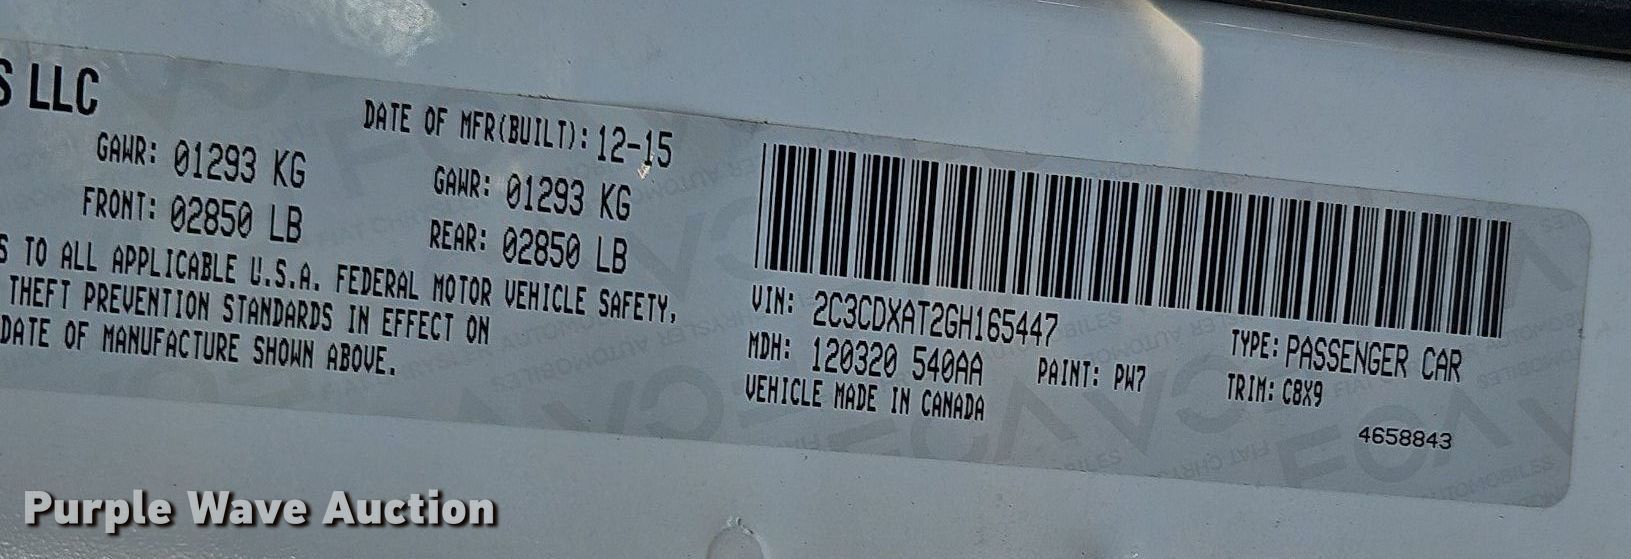 S LLC
DATE OF MFR(BUILT): 12-15
GAWR: 01293 KG
FRONT: 02850 LB
GAWR: 01293 KG
REAR: 02850 LB
S TO ALL APPLICABLE U.S.A. FEDERAL MOTOR VEHICLE SAFETY,
THEFT PREVENTION STANDARDS IN EFFECT ON
DATE OF MANUFACTURE SHOWN ABOVE.
VIN: 2C3CDXAT2GH165447
TYPE: PASSENGER CAR
MDH: 120320 540AA
PAINT: PW7
TRIM: C8X9
VEHICLE MADE IN CANADA
4658843
Purple Wave Auction